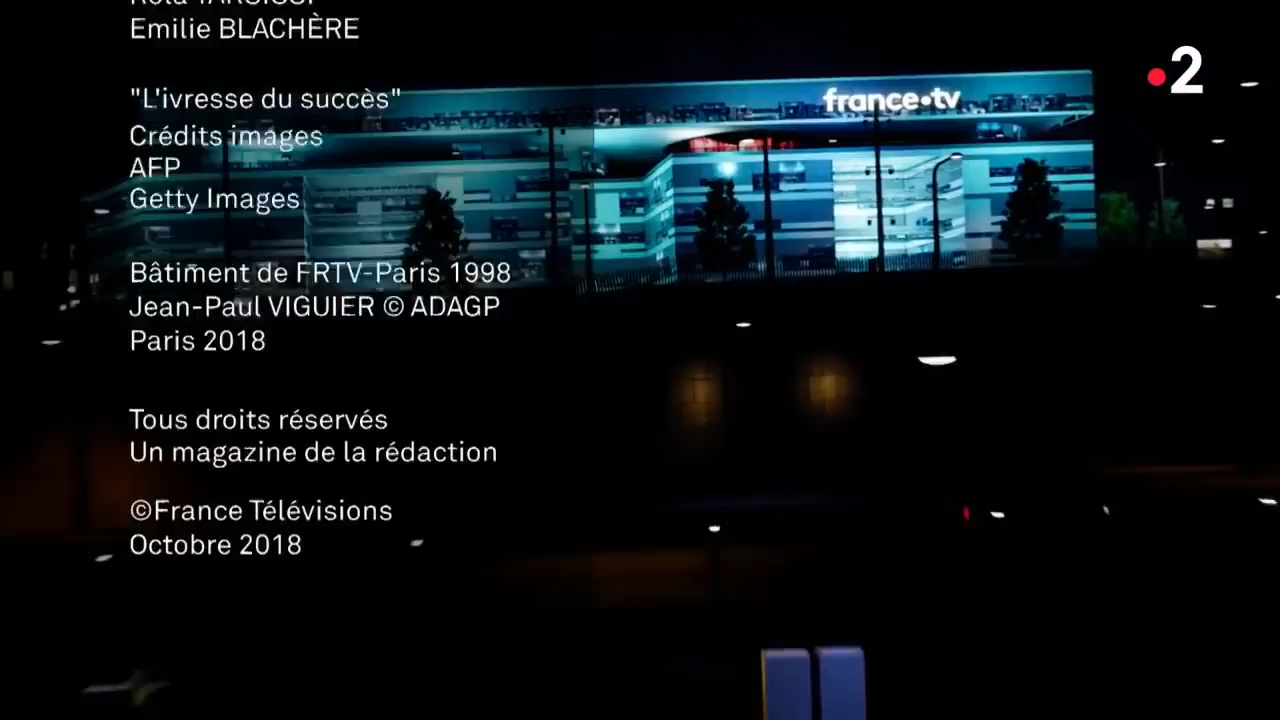 Emilie BLACHÈRE
"L'ivresse du succès"
Crédits images
AFP
Getty Images
Bâtiment de FRTV-Paris 1998
Jean-Paul VIGUIER © ADAGP
Paris 2018
Tous droits réservés
Un magazine de la rédaction
©France Télévisions
Octobre 2018
france•tv
2